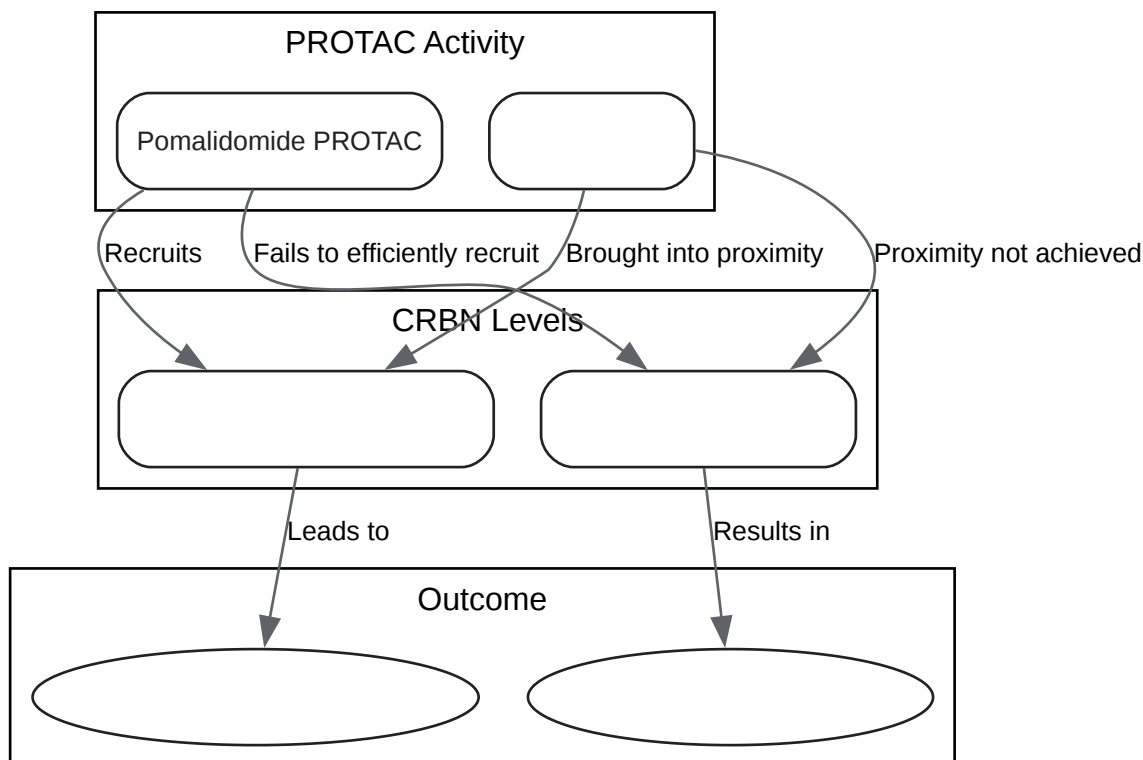 PROTAC Activity
Pomalidomide PROTAC
Recruits
Fails to efficiently recruit
Brought into proximity
Proximity not achieved
CRBN Levels
Leads to
Results in
Outcome